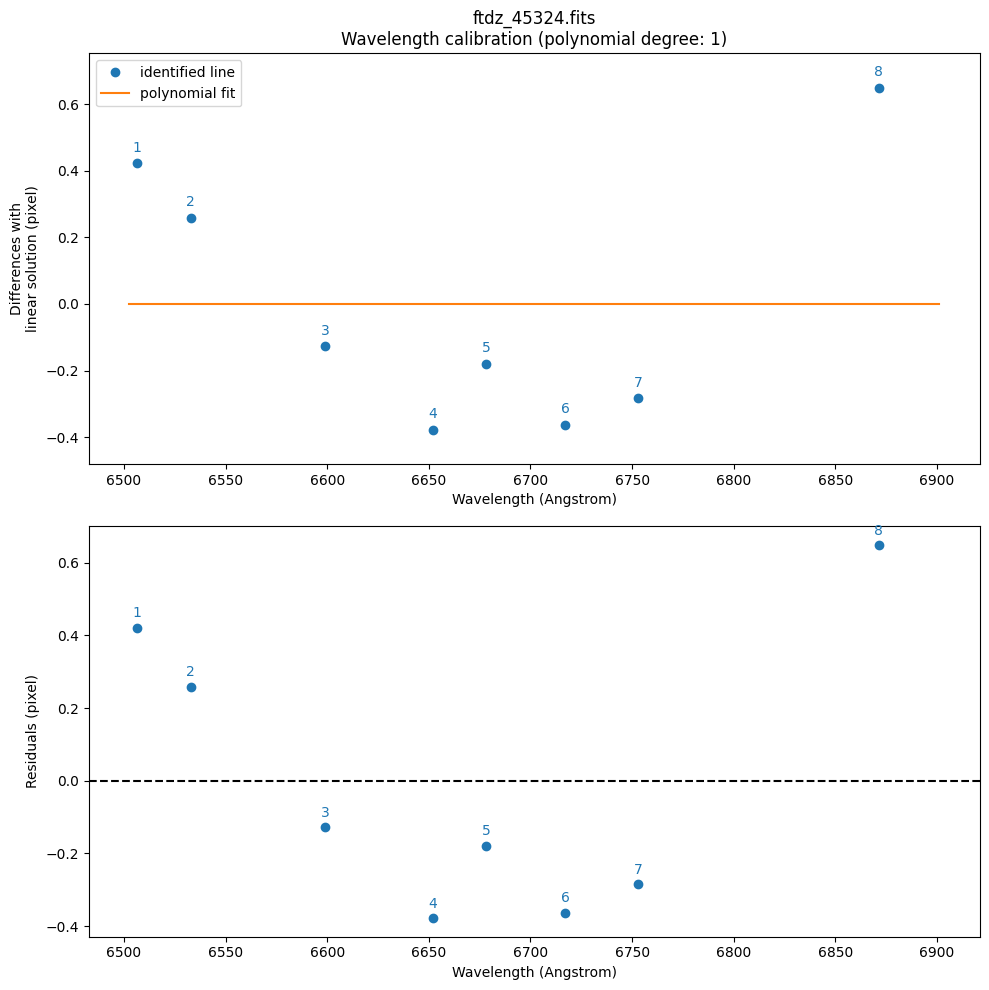 ftdz_45324.fits
Wavelength calibration (polynomial degree: 1)
identified line
polynomial fit
1
2
3
4
5
6
7
8
0.6
0.4
0.2
0.0
−0.2
−0.4
Differences with
linear solution (pixel)
6500 6550 6600 6650 6700 6750 6800 6850 6900
Wavelength (Angstrom)
1
2
3
4
5
6
7
8
0.6
0.4
0.2
0.0
−0.2
−0.4
Residuals (pixel)
6500 6550 6600 6650 6700 6750 6800 6850 6900
Wavelength (Angstrom)